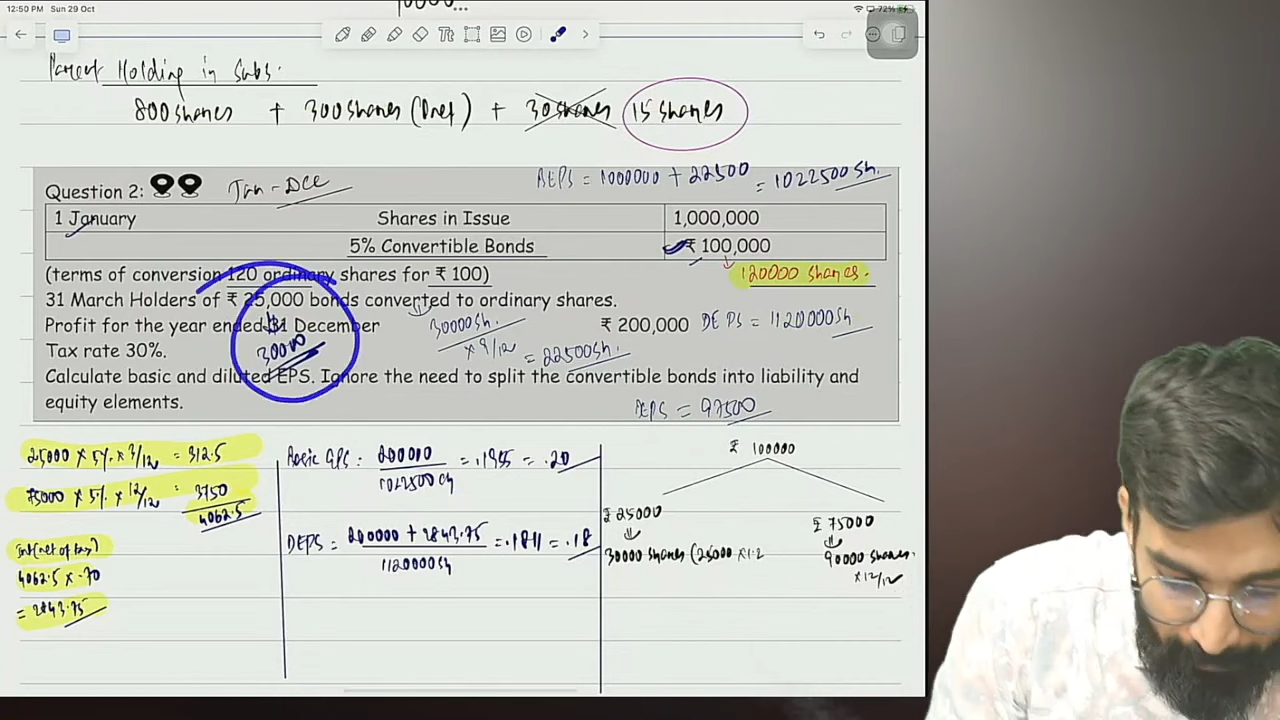 12:50 PM Sun 29 Oct
72%
10000...
Parent Holding in Subs.
800 shares + 300 shares (Pref) + 30 shares 15 shares
BEPS = 1000000 + 22500 = 1022500 Sh.
Question 2: Jan - Dec
1 January Shares in Issue 1,000,000
5% Convertible Bonds ₹ 100,000
(terms of conversion 120 ordinary shares for ₹ 100) 120000 shares.
31 March Holders of ₹ 25,000 bonds converted to ordinary shares.
Profit for the year ended 31 December 30000 Sh. ₹ 200,000 DEPS = 1120000 Sh
Tax rate 30%. 30000 x 9/12 = 22500 Sh.
Calculate basic and diluted EPS. Ignore the need to split the convertible bonds into liability and
equity elements. DEPS = 97500
25000 x 5% x 3/12 = 312.5
75000 x 5% x 12/12 = 3750
4062.5
Int (net of tax)
4062.5 x .70
= 2843.75
Basic EPS = 200000 / 1022500 Sh = .1955 = .20
DEPS = 200000 + 2843.75 / 1120000 Sh = .1811 = .18
₹ 100000
₹ 25000 ₹ 75000
30000 shares (25000 x 1.2 90000 shares.
x 12/12